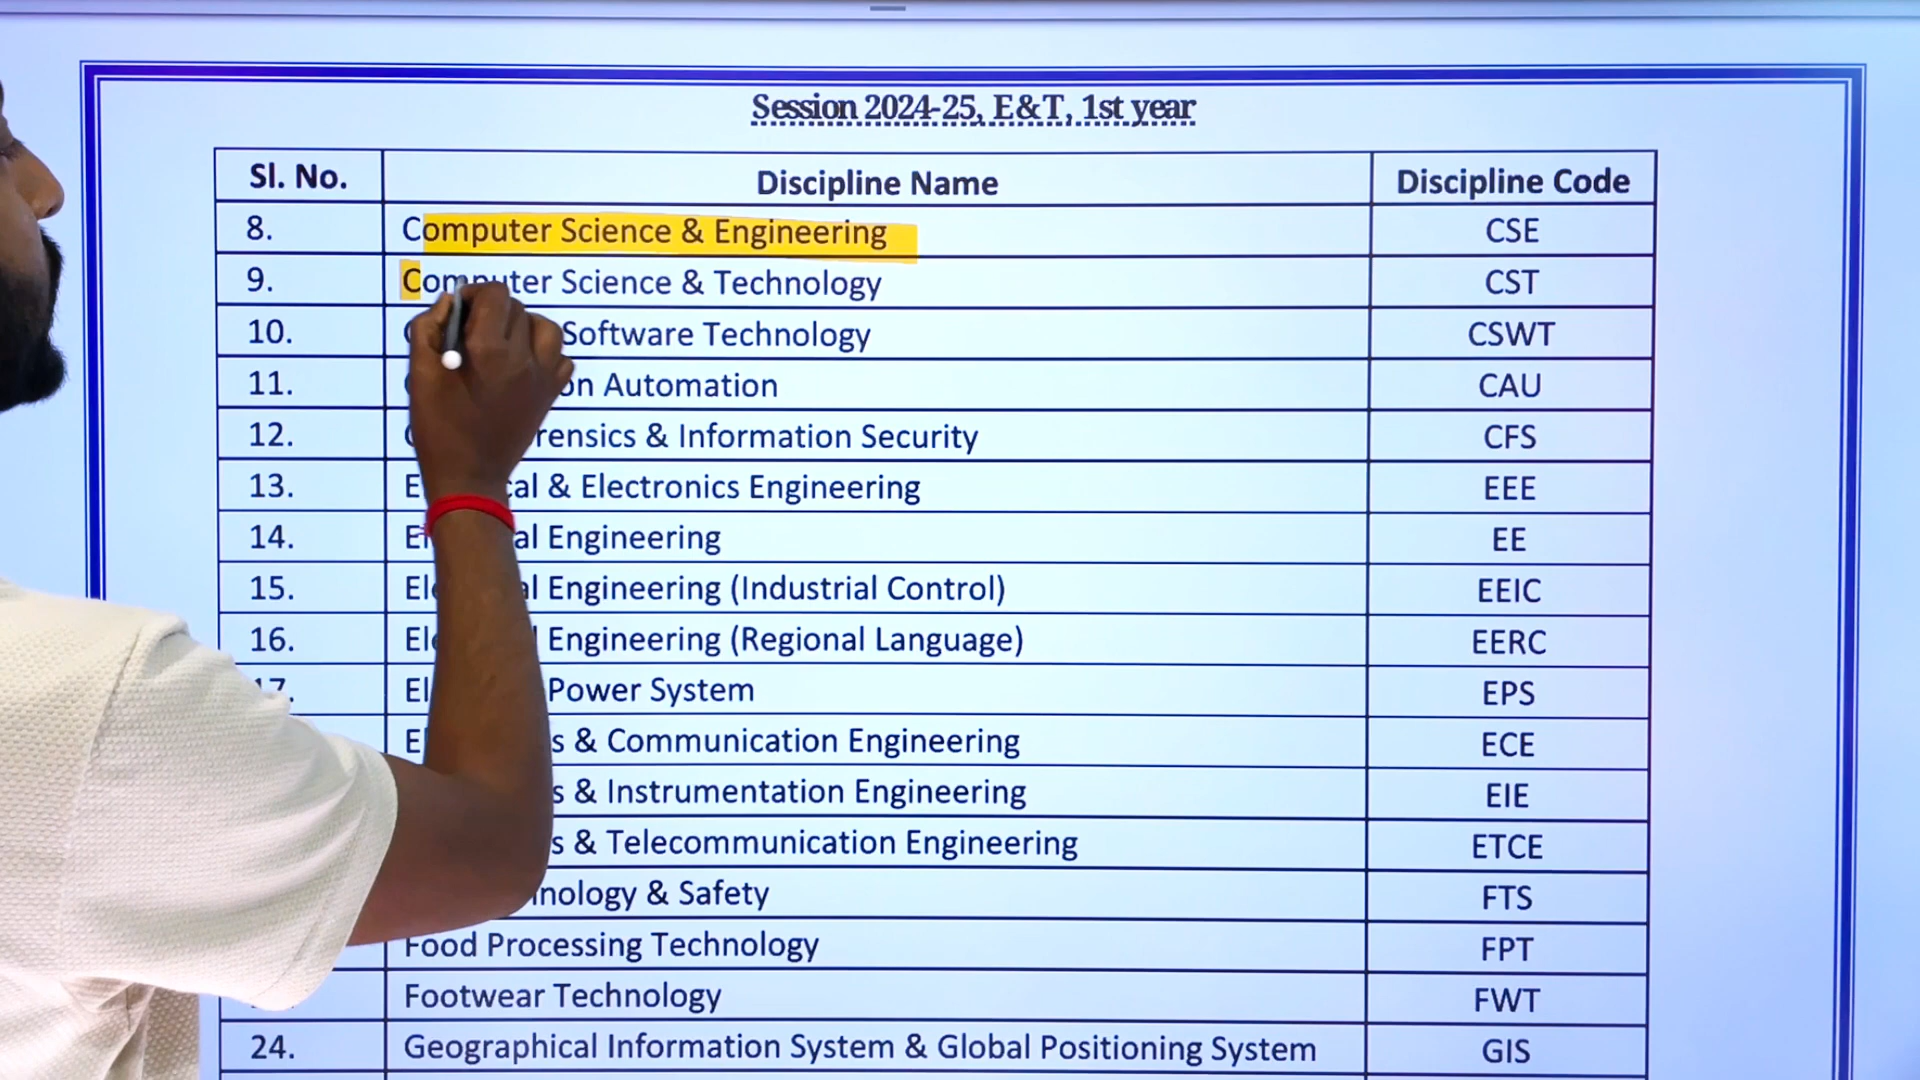 Session 2024-25, E&T, 1st year
Sl. No. Discipline Name Discipline Code
8. Computer Science & Engineering CSE
9. Computer Science & Technology CST
10. Software Technology CSWT
11. Automation CAU
12. & Information Security CFS
13. & Electronics Engineering EEE
14. Engineering EE
15. Engineering (Industrial Control) EEIC
16. Engineering (Regional Language) EERC
17. Power System EPS
& Communication Engineering ECE
& Instrumentation Engineering EIE
& Telecommunication Engineering ETCE
& Safety FTS
Food Processing Technology FPT
Footwear Technology FWT
24. Geographical Information System & Global Positioning System GIS